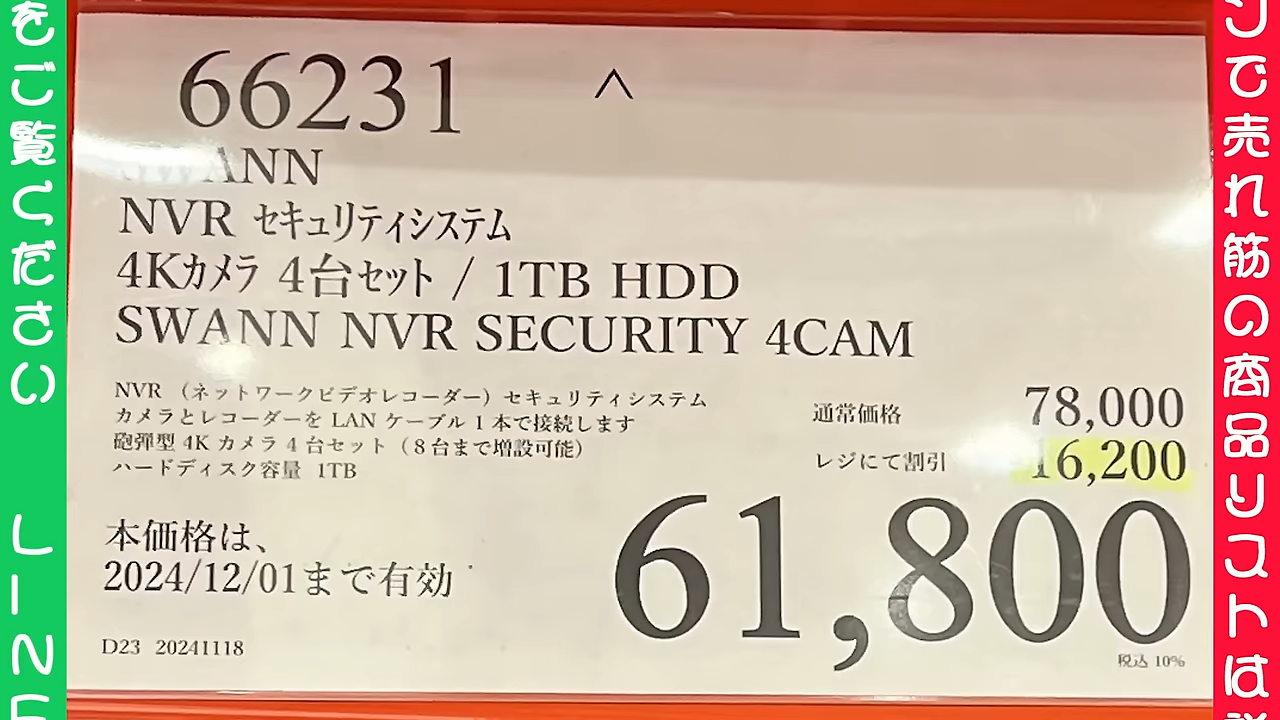 をご覧ください LINE
66231
^
SWANN
NVR セキュリティシステム
4Kカメラ 4台セット / 1TB HDD
SWANN NVR SECURITY 4CAM
NVR （ネットワークビデオレコーダー）セキュリティシステム
カメラとレコーダーを LAN ケーブル 1 本で接続します
砲弾型 4K カメラ 4 台セット（ 8 台まで増設可能）
ハードディスク容量 1TB
通常価格 78,000
レジにて割引 16,200
61,800
税込 10%
本価格は、
2024/12/01まで有効
D23 20241118
で売れ筋の商品リストは